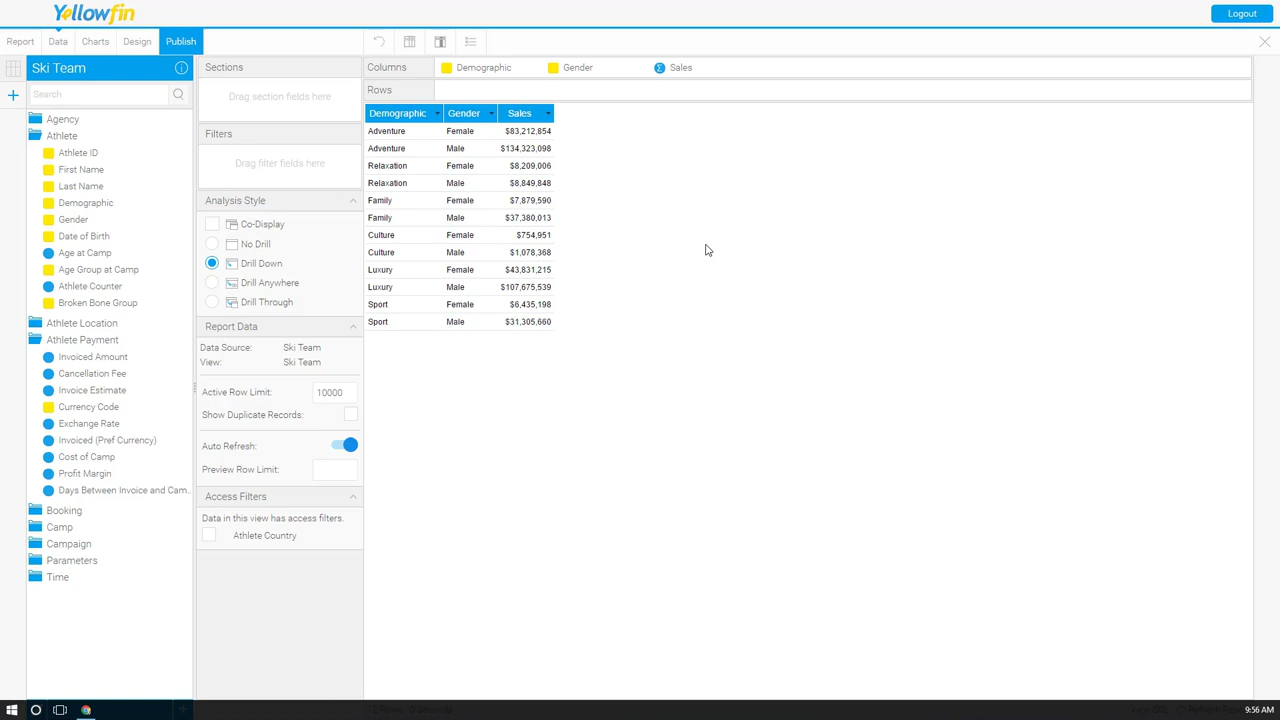 Yellowfin
Logout
Report Data Charts Design Publish
Ski Team
Search
Agency
Athlete
Athlete ID
First Name
Last Name
Demographic
Gender
Date of Birth
Age at Camp
Age Group at Camp
Athlete Counter
Broken Bone Group
Athlete Location
Athlete Payment
Invoiced Amount
Cancellation Fee
Invoice Estimate
Currency Code
Exchange Rate
Invoiced (Pref Currency)
Cost of Camp
Profit Margin
Days Between Invoice and Cam..
Booking
Camp
Campaign
Parameters
Time
Sections
Drag section fields here
Filters
Drag filter fields here
Analysis Style
Co-Display
No Drill
Drill Down
Drill Anywhere
Drill Through
Report Data
Data Source: Ski Team
View: Ski Team
Active Row Limit: 10000
Show Duplicate Records:
Auto Refresh:
Preview Row Limit:
Access Filters
Data in this view has access filters.
Athlete Country
Columns Demographic Gender Sales
Rows
Demographic Gender Sales
Adventure Female $83,212,854
Adventure Male $134,323,098
Relaxation Female $8,209,006
Relaxation Male $8,849,848
Family Female $7,879,590
Family Male $37,380,013
Culture Female $754,951
Culture Male $1,078,368
Luxury Female $43,831,215
Luxury Male $107,675,539
Sport Female $6,435,198
Sport Male $31,305,660
9:56 AM